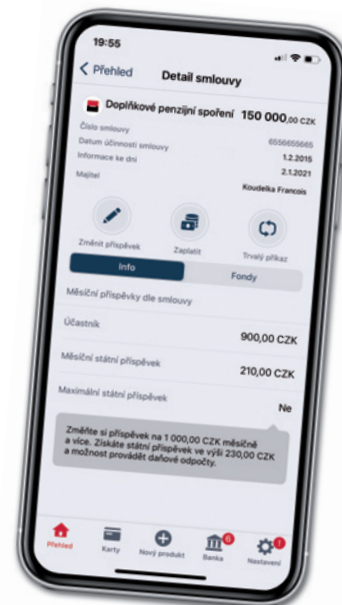 19:55
Přehled Detail smlouvy
Doplňkové penzijní spoření 150 000,00 CZK
Číslo smlouvy 6556655665
Datum účinnosti smlouvy 1.2.2015
Informace ke dni 2.1.2021
Majitel Koudelka Francois
Změnit příspěvek Zaplatit Trvalý příkaz
Info Fondy
Měsíční příspěvky dle smlouvy
Účastník 900,00 CZK
Měsíční státní příspěvek 210,00 CZK
Maximální státní příspěvek Ne
Změňte si příspěvek na 1 000,00 CZK měsíčně
a více. Získáte státní příspěvek ve výši 230,00 CZK
a možnost provádět daňové odpočty.
6 !
Přehled Karty Nový produkt Banka Nastavení